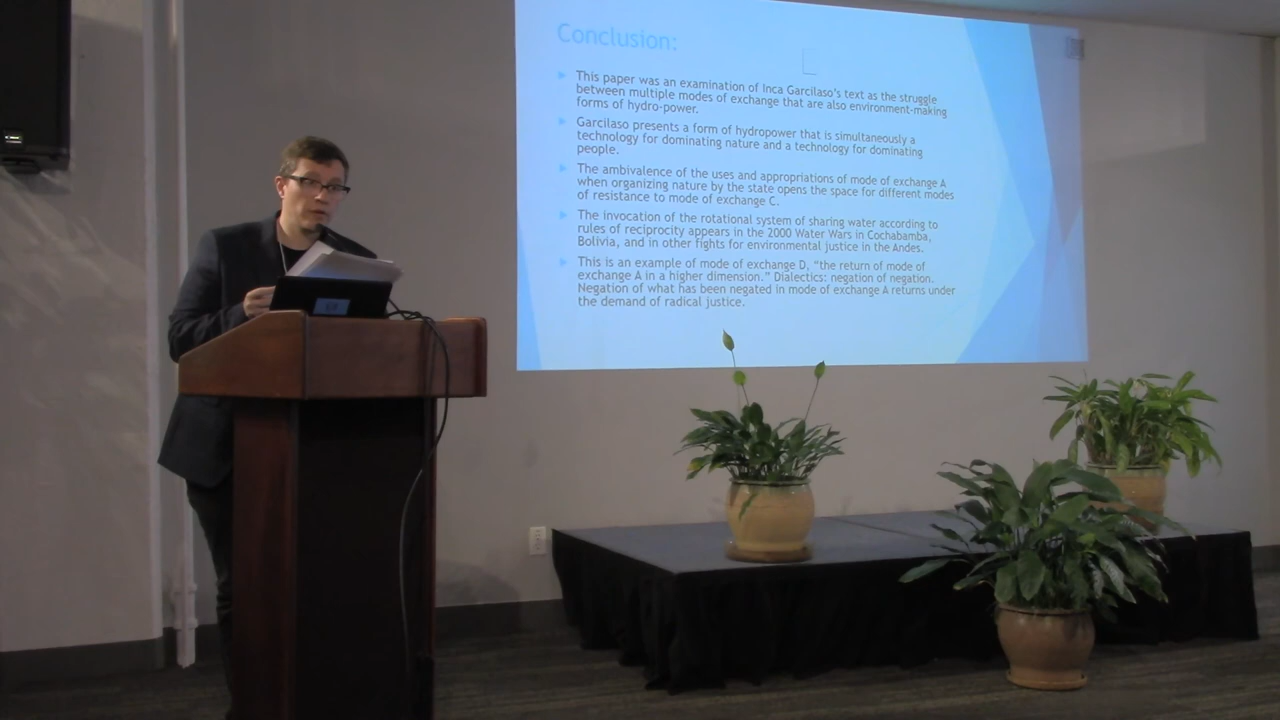 Conclusion:
This paper was an examination of Inca Garcilaso's text as the struggle
between multiple modes of exchange that are also environment-making
forms of hydro-power.
Garcilaso presents a form of hydropower that is simultaneously a
technology for dominating nature and a technology for dominating
people.
The ambivalence of the uses and appropriations of mode of exchange A
when organizing nature by the state opens the space for different modes
of resistance to mode of exchange C.
The invocation of the rotational system of sharing water according to
rules of reciprocity appears in the 2000 Water Wars in Cochabamba,
Bolivia, and in other fights for environmental justice in the Andes.
This is an example of mode of exchange D, "the return of mode of
exchange A in a higher dimension." Dialectics: negation of negation.
Negation of what has been negated in mode of exchange A returns under
the demand of radical justice.